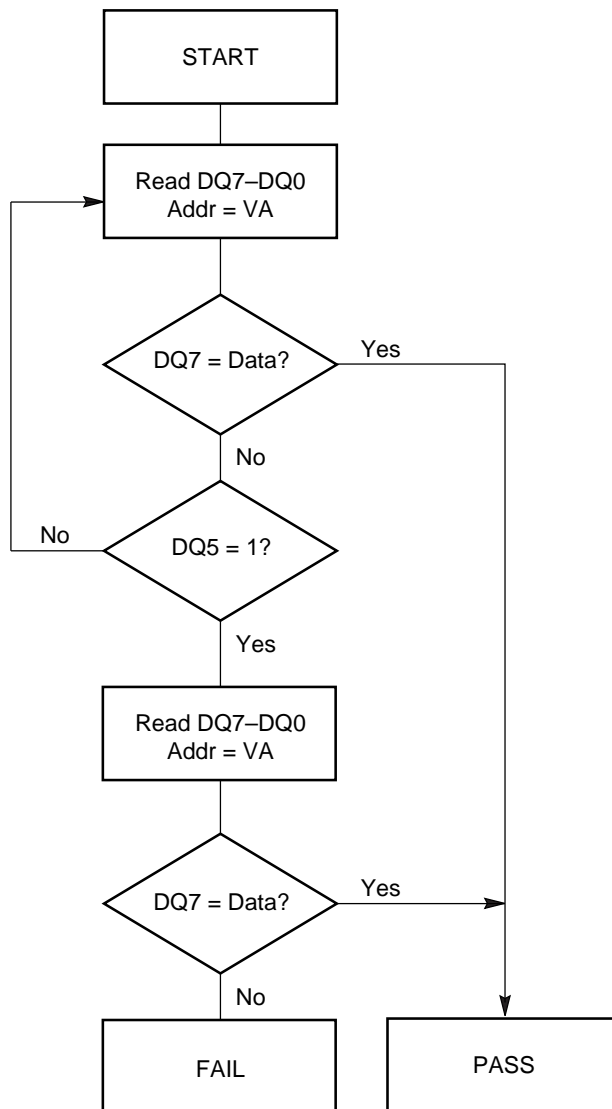 START
Read DQ7–DQ0
Addr = VA
DQ7 = Data?
Yes
No
No
DQ5 = 1?
Yes
Read DQ7–DQ0
Addr = VA
DQ7 = Data?
Yes
No
FAIL
PASS